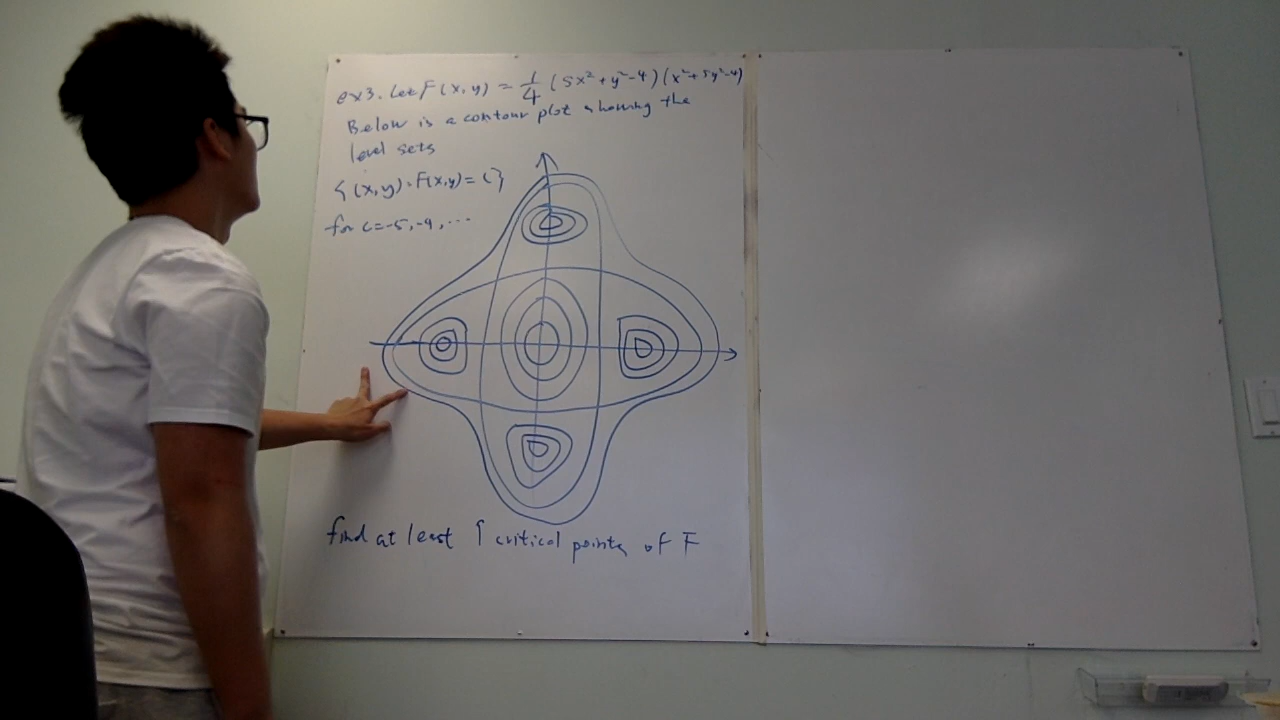 ex3. Let F(x, y) = 1/4 (5x² + y² - 4)(x² + 5y² - 4)
Below is a contour plot showing the
level sets
{(x,y) : F(x,y) = c}
for c = -5, -4, ...
find at least critical points of F